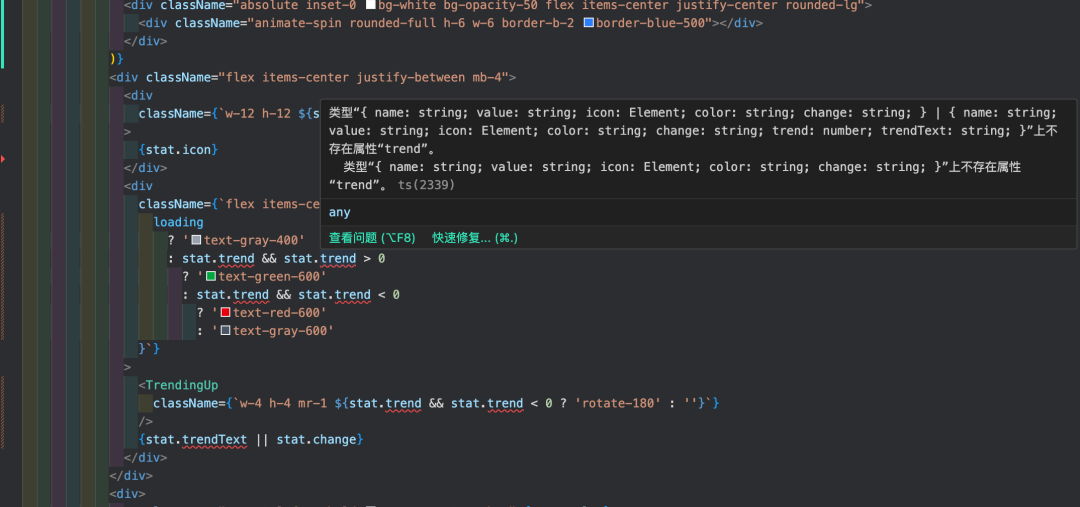 <div className="absolute inset-0 bg-white bg-opacity-50 flex items-center justify-center rounded-lg">
<div className="animate-spin rounded-full h-6 w-6 border-b-2 border-blue-500"></div>
</div>
)}
<div className="flex items-center justify-between mb-4">
<div
className={`w-12 h-12 ${s
>
{stat.icon}
</div>
<div
className={`flex items-ce
类型“{ name: string; value: string; icon: Element; color: string; change: string; } | { name: string;
value: string; icon: Element; color: string; change: string; trend: number; trendText: string; }”上不
存在属性“trend”。
类型“{ name: string; value: string; icon: Element; color: string; change: string; }”上不存在属性
“trend”。 ts(2339)
any
查看问题 (⌥F8) 快速修复... (⌘.)
loading
? 'text-gray-400'
: stat.trend && stat.trend > 0
? 'text-green-600'
: stat.trend && stat.trend < 0
? 'text-red-600'
: 'text-gray-600'
}`}
>
<TrendingUp
className={`w-4 h-4 mr-1 ${stat.trend && stat.trend < 0 ? 'rotate-180' : ''}`}
/>
{stat.trendText || stat.change}
</div>
</div>
<div>